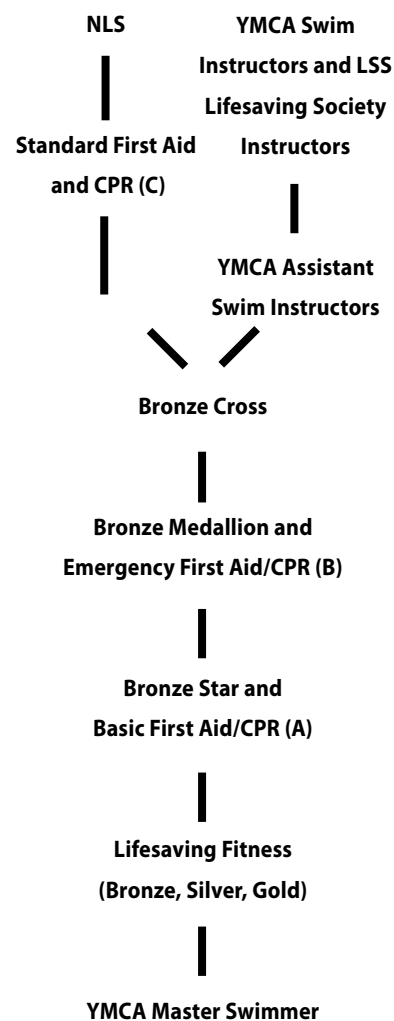 NLS
Standard First Aid
and CPR (C)
YMCA Swim
Instructors and LSS
Lifesaving Society
Instructors
YMCA Assistant
Swim Instructors
Bronze Cross
Bronze Medallion and
Emergency First Aid/CPR (B)
Bronze Star and
Basic First Aid/CPR (A)
Lifesaving Fitness
(Bronze, Silver, Gold)
YMCA Master Swimmer